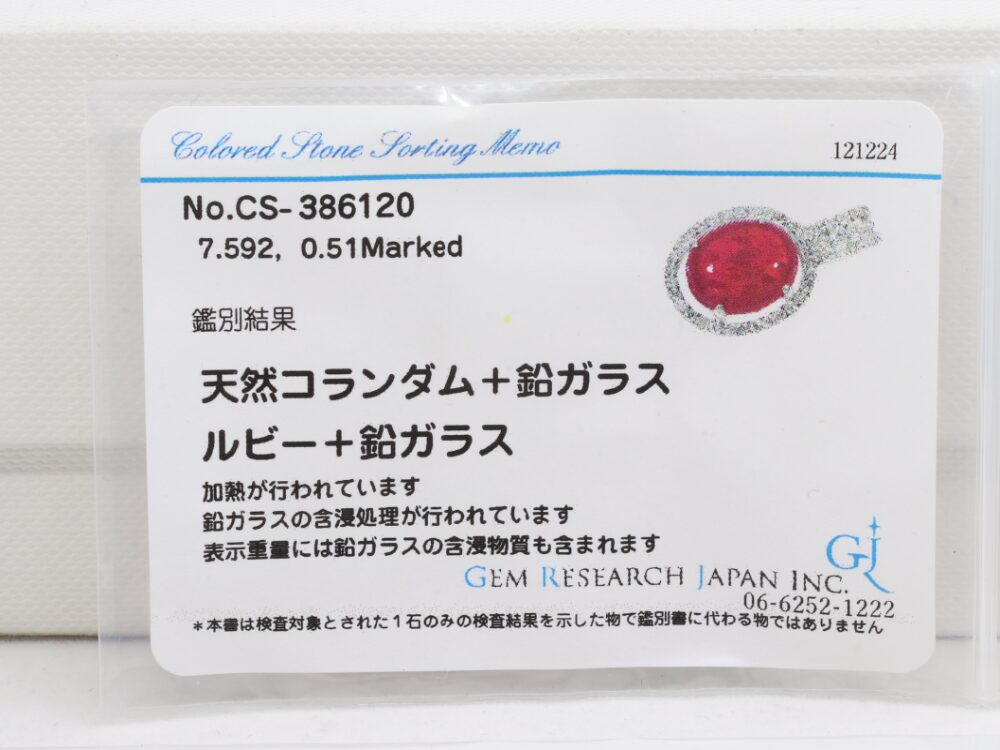 Colored Stone Sorting Memo
121224
No.CS-386120
7.592, 0.51Marked
鑑別結果
天然コランダム+鉛ガラス
ルビー+鉛ガラス
加熱が行われています
鉛ガラスの含浸処理が行われています
表示重量には鉛ガラスの含浸物質も含まれます
GJ
GEM RESEARCH JAPAN INC.
06-6252-1222
*本書は検査対象とされた1石のみの検査結果を示した物で鑑別書に代わる物ではありません